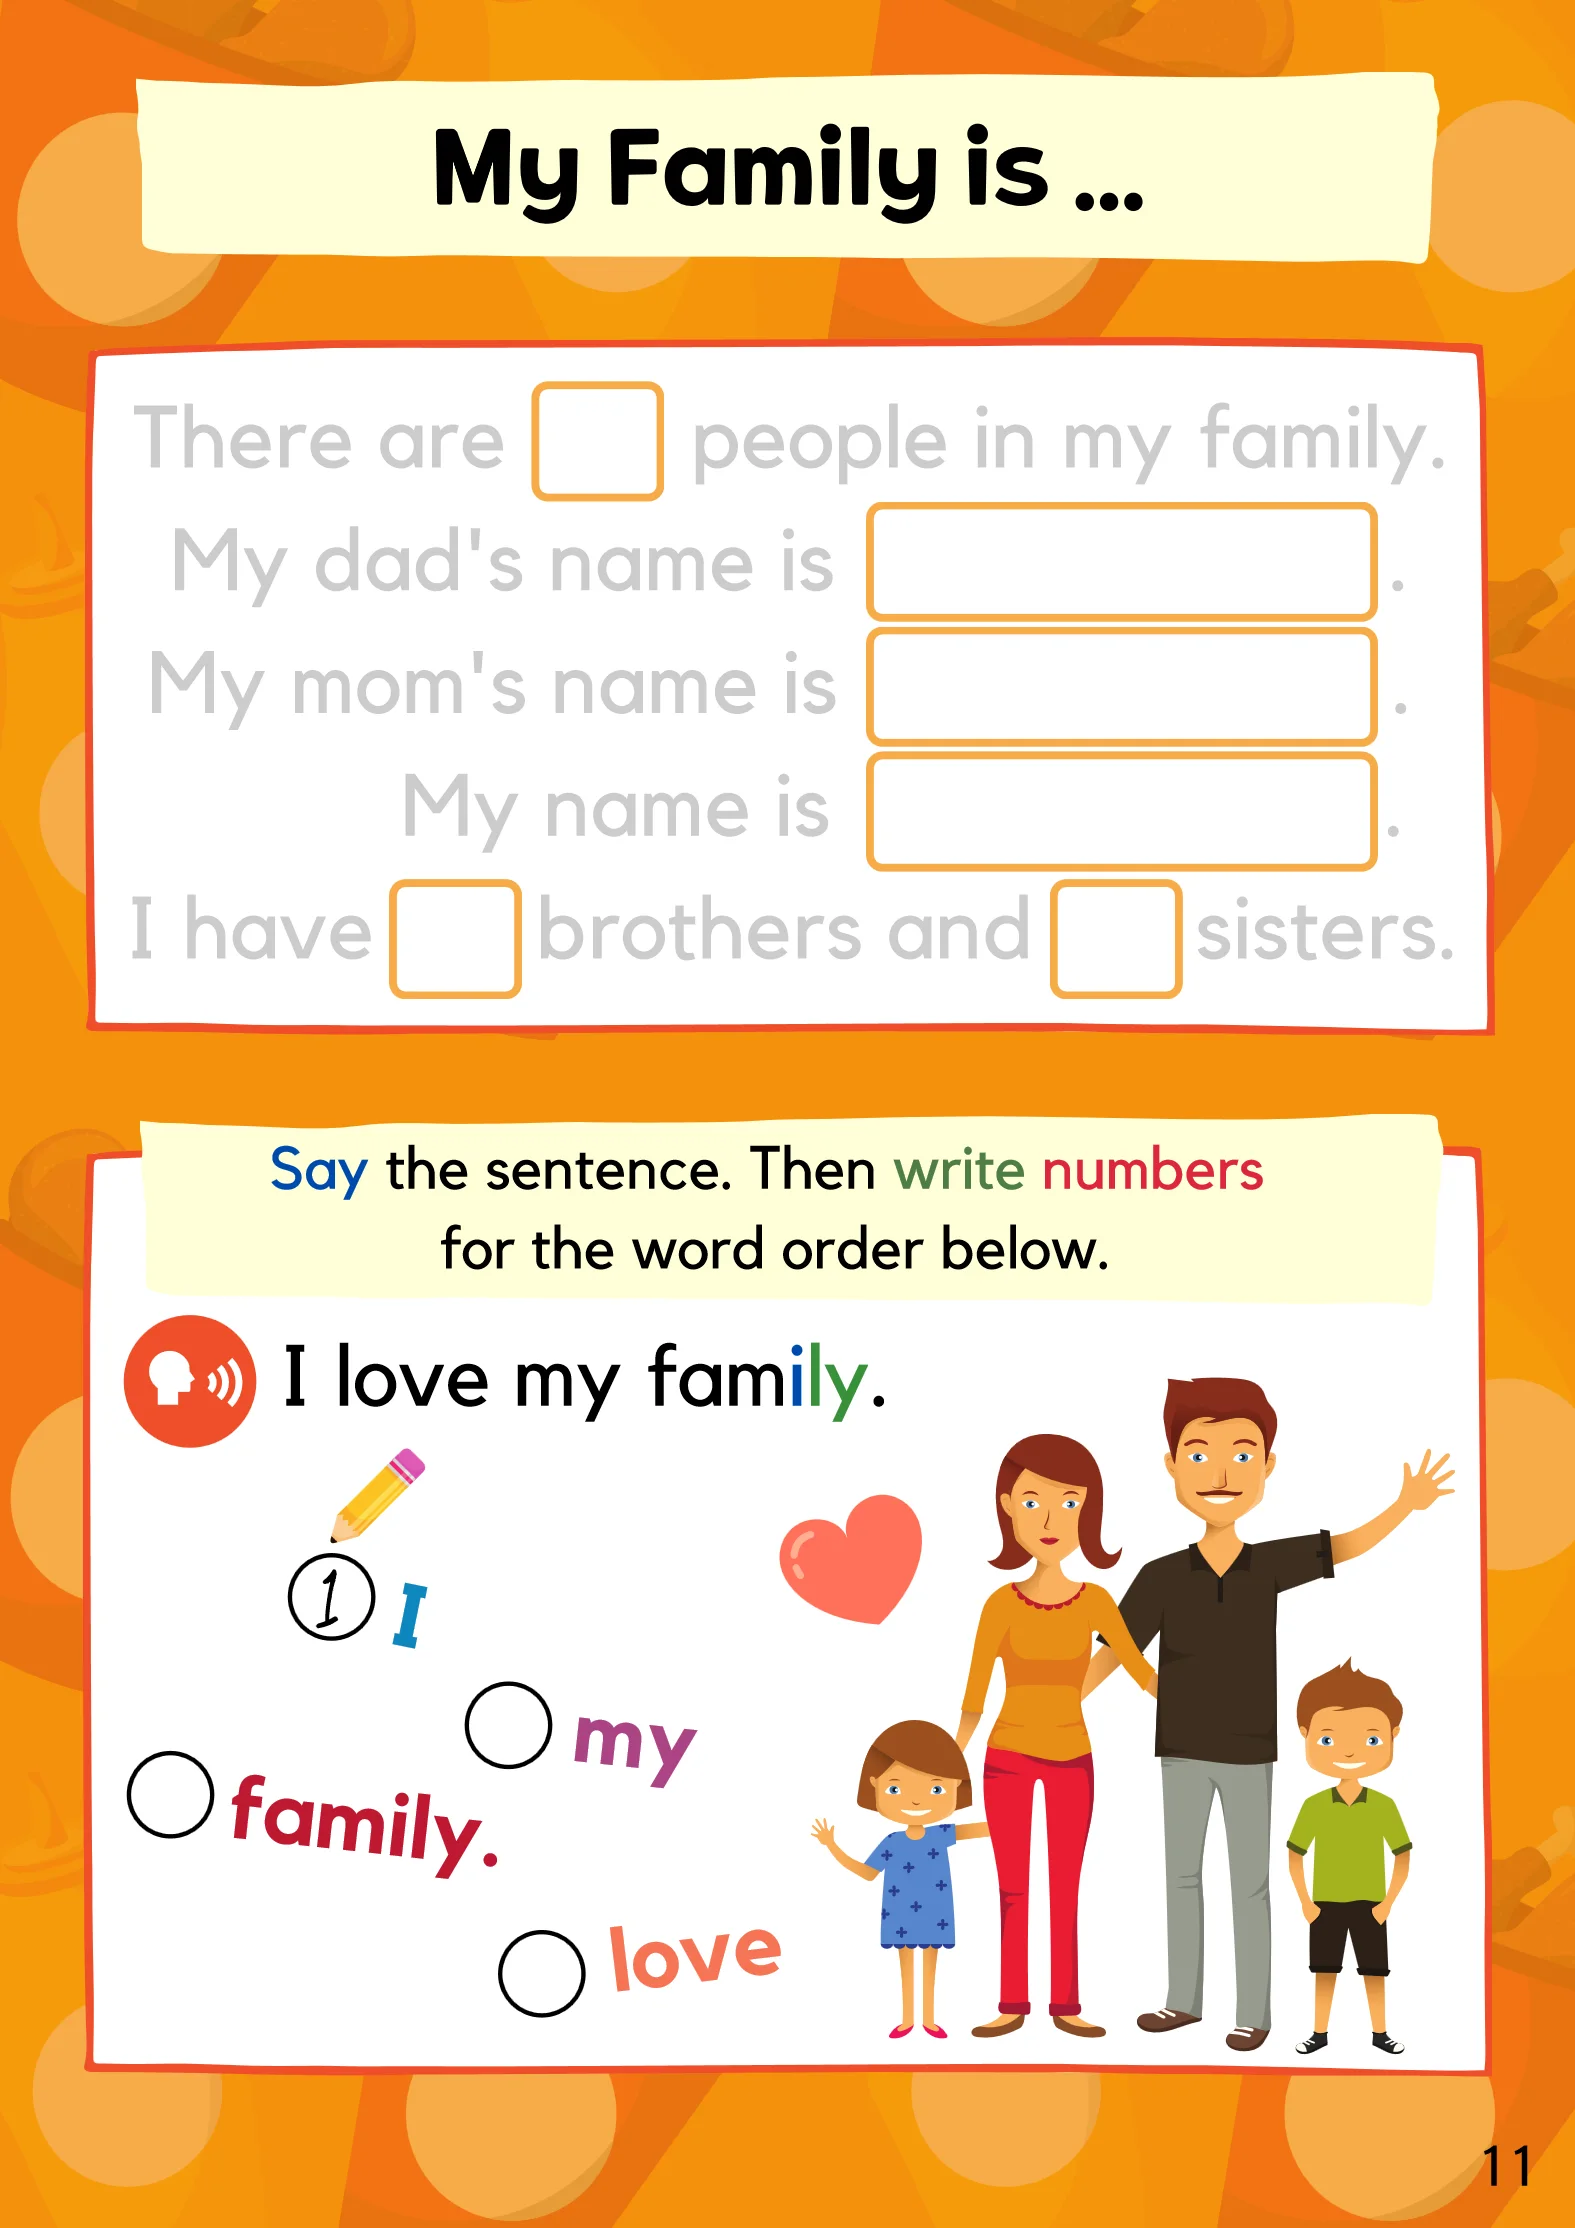 My Family is ...
There are people in my family.
My dad's name is .
My mom's name is .
My name is .
I have brothers and sisters.
Say the sentence. Then write numbers
for the word order below.
I love my family.
1 I
my
family.
love
11